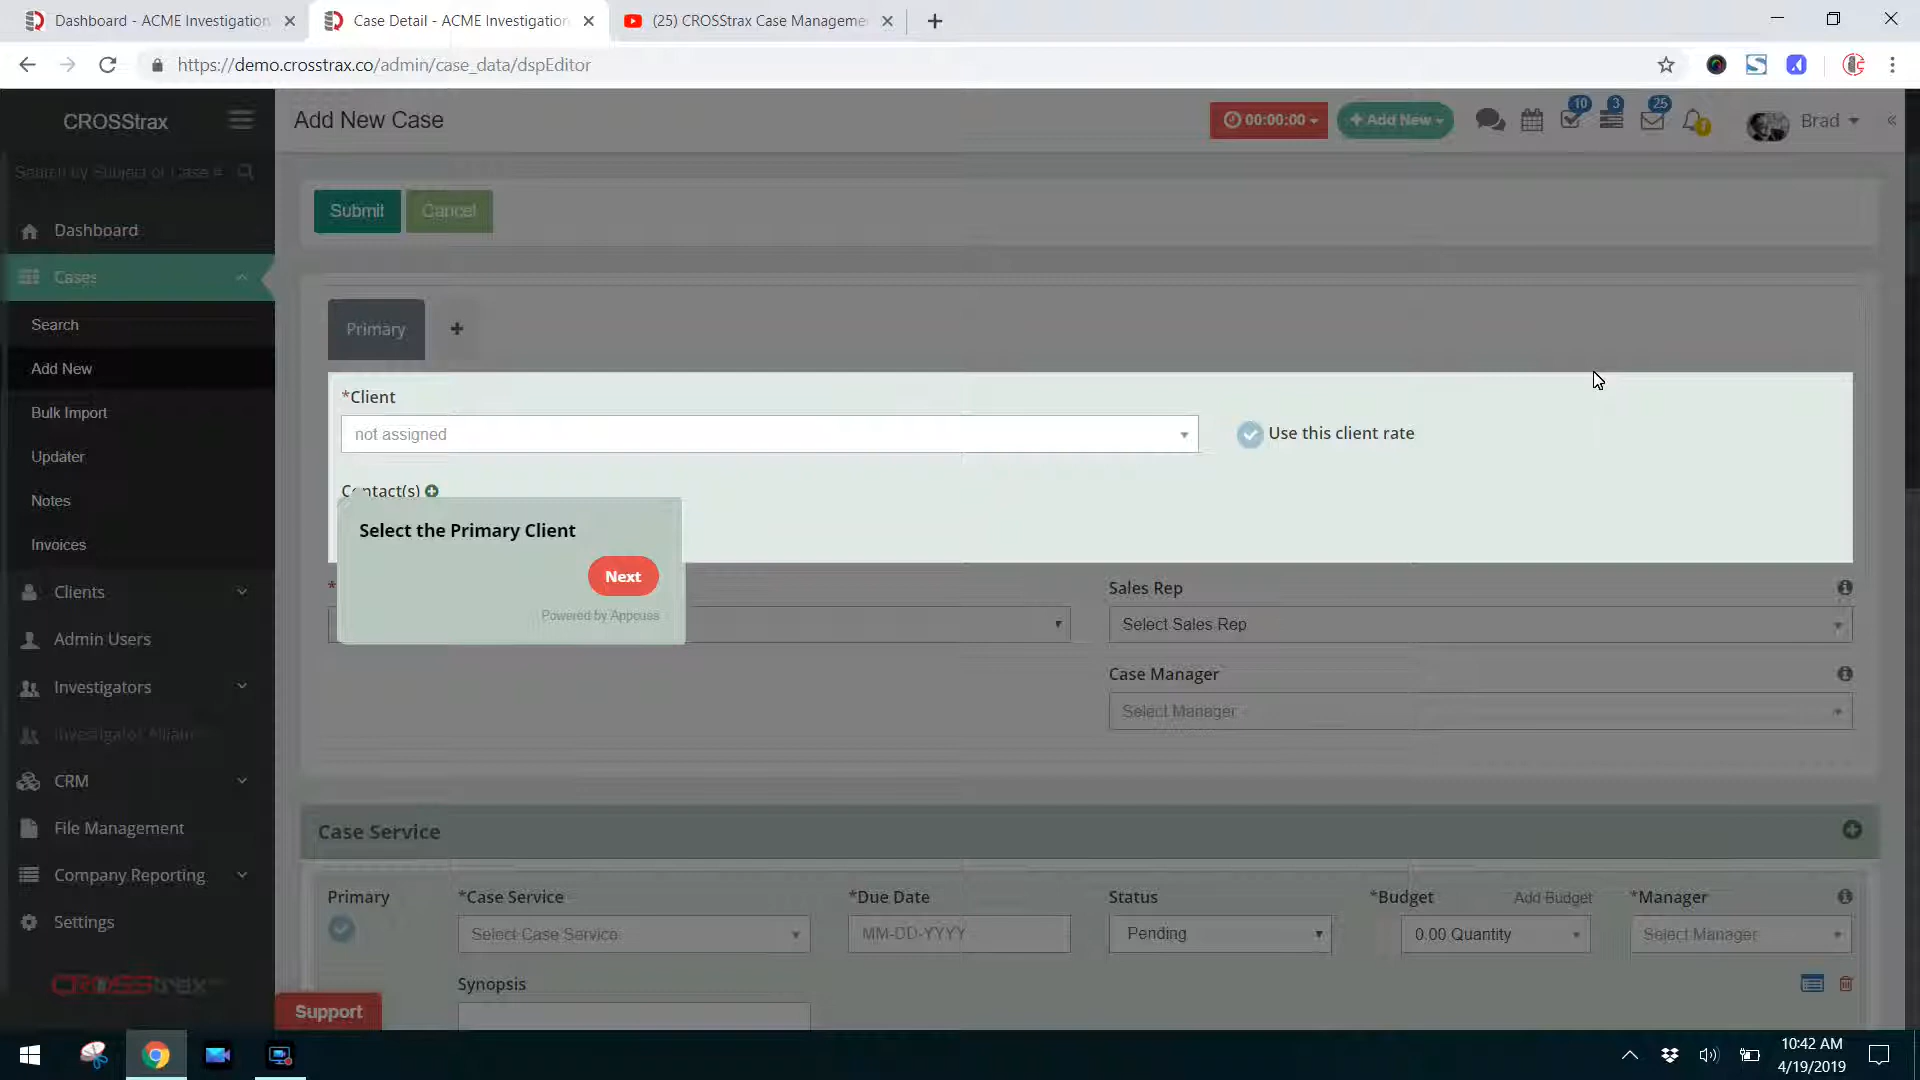 Dashboard - ACME Investigation
Case Detail - ACME Investigation
(25) CROSStrax Case Manageme
https://demo.crosstrax.co/admin/case_data/dspEditor
CROSStrax
Add New Case
00:00:00
Add New
10
3
25
Brad
Search by Subject or Case #
Submit
Cancel
Dashboard
Cases
Search
Add New
Bulk Import
Updater
Notes
Invoices
Clients
Admin Users
Investigators
CRM
File Management
Company Reporting
Settings
CROSStrax
Support
Primary
*Client
not assigned
Use this client rate
Contact(s)
Select the Primary Client
Next
Powered by Appcues
*
Sales Rep
Select Sales Rep
Case Manager
Select Manager
Case Service
Primary
*Case Service
*Due Date
Status
*Budget
Add Budget
*Manager
Select Case Service
MM-DD-YYYY
Pending
0.00 Quantity
Select Manager
Synopsis
10:42 AM
4/19/2019